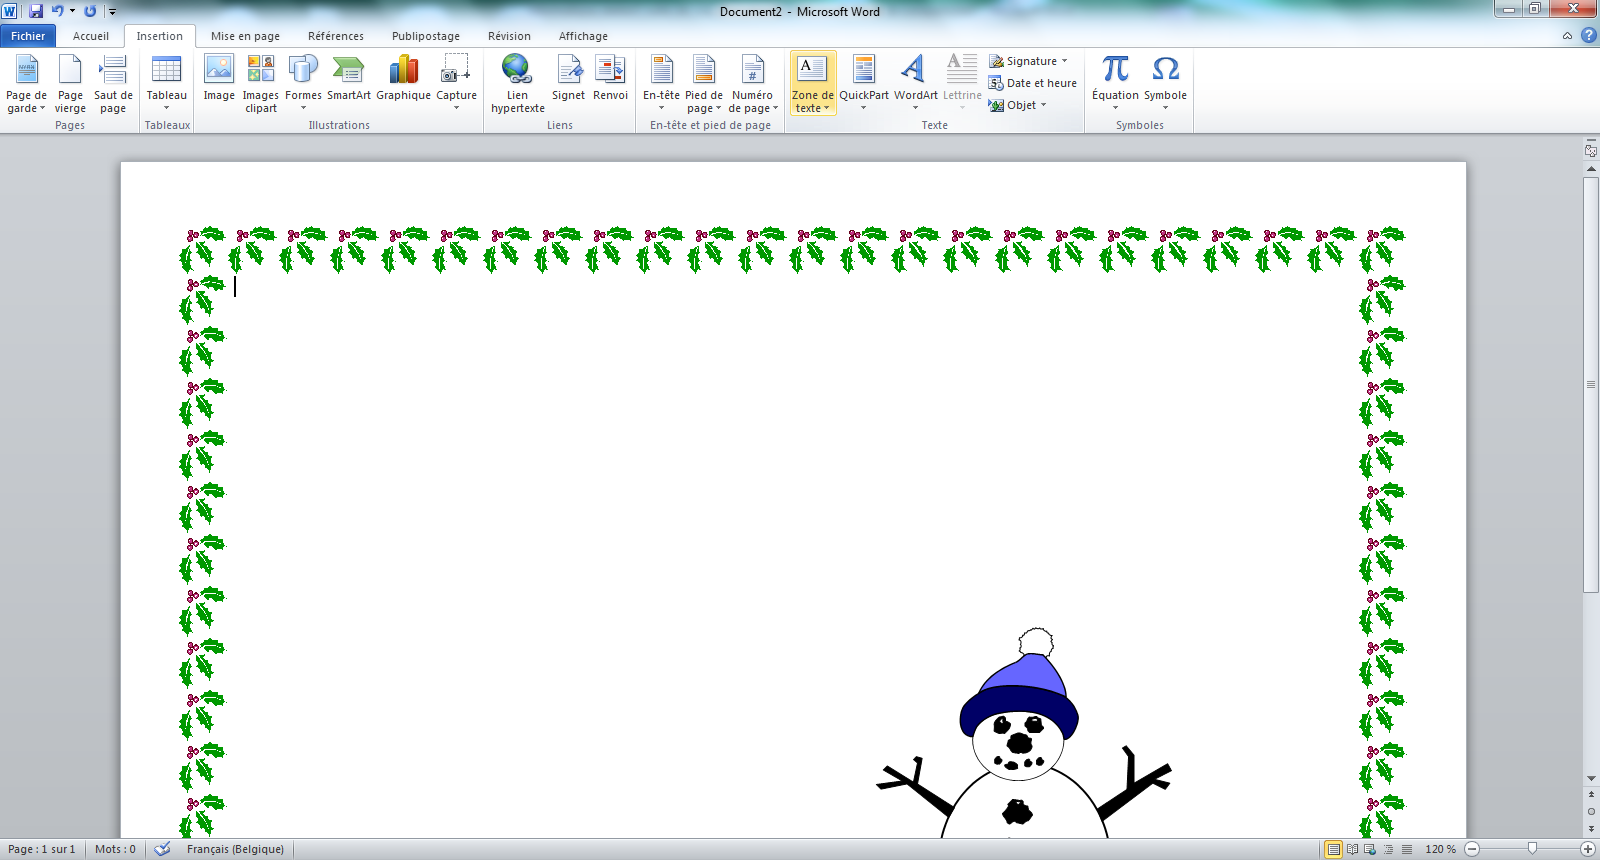 Document2 - Microsoft Word
Fichier Accueil Insertion Mise en page Références Publipostage Révision Affichage
Page de garde
Page vierge
Saut de page
Pages
Tableau
Tableaux
Image
Images clipart
Formes
SmartArt
Graphique
Capture
Illustrations
Lien hypertexte
Signet
Renvoi
Liens
En-tête
Pied de page
Numéro de page
En-tête et pied de page
Zone de texte
QuickPart
WordArt
Lettrine
Signature
Date et heure
Objet
Texte
π
Équation
Ω
Symbole
Symboles
Page : 1 sur 1 Mots : 0 Français (Belgique) 120 %